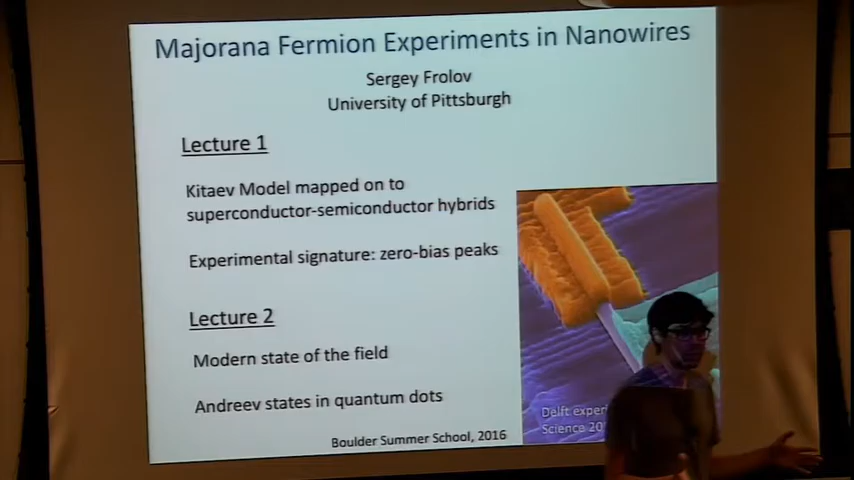 Majorana Fermion Experiments in Nanowires
Sergey Frolov
University of Pittsburgh
Lecture 1
Kitaev Model mapped on to
superconductor-semiconductor hybrids
Experimental signature: zero-bias peaks
Lecture 2
Modern state of the field
Andreev states in quantum dots
Boulder Summer School, 2016
Delft
Science